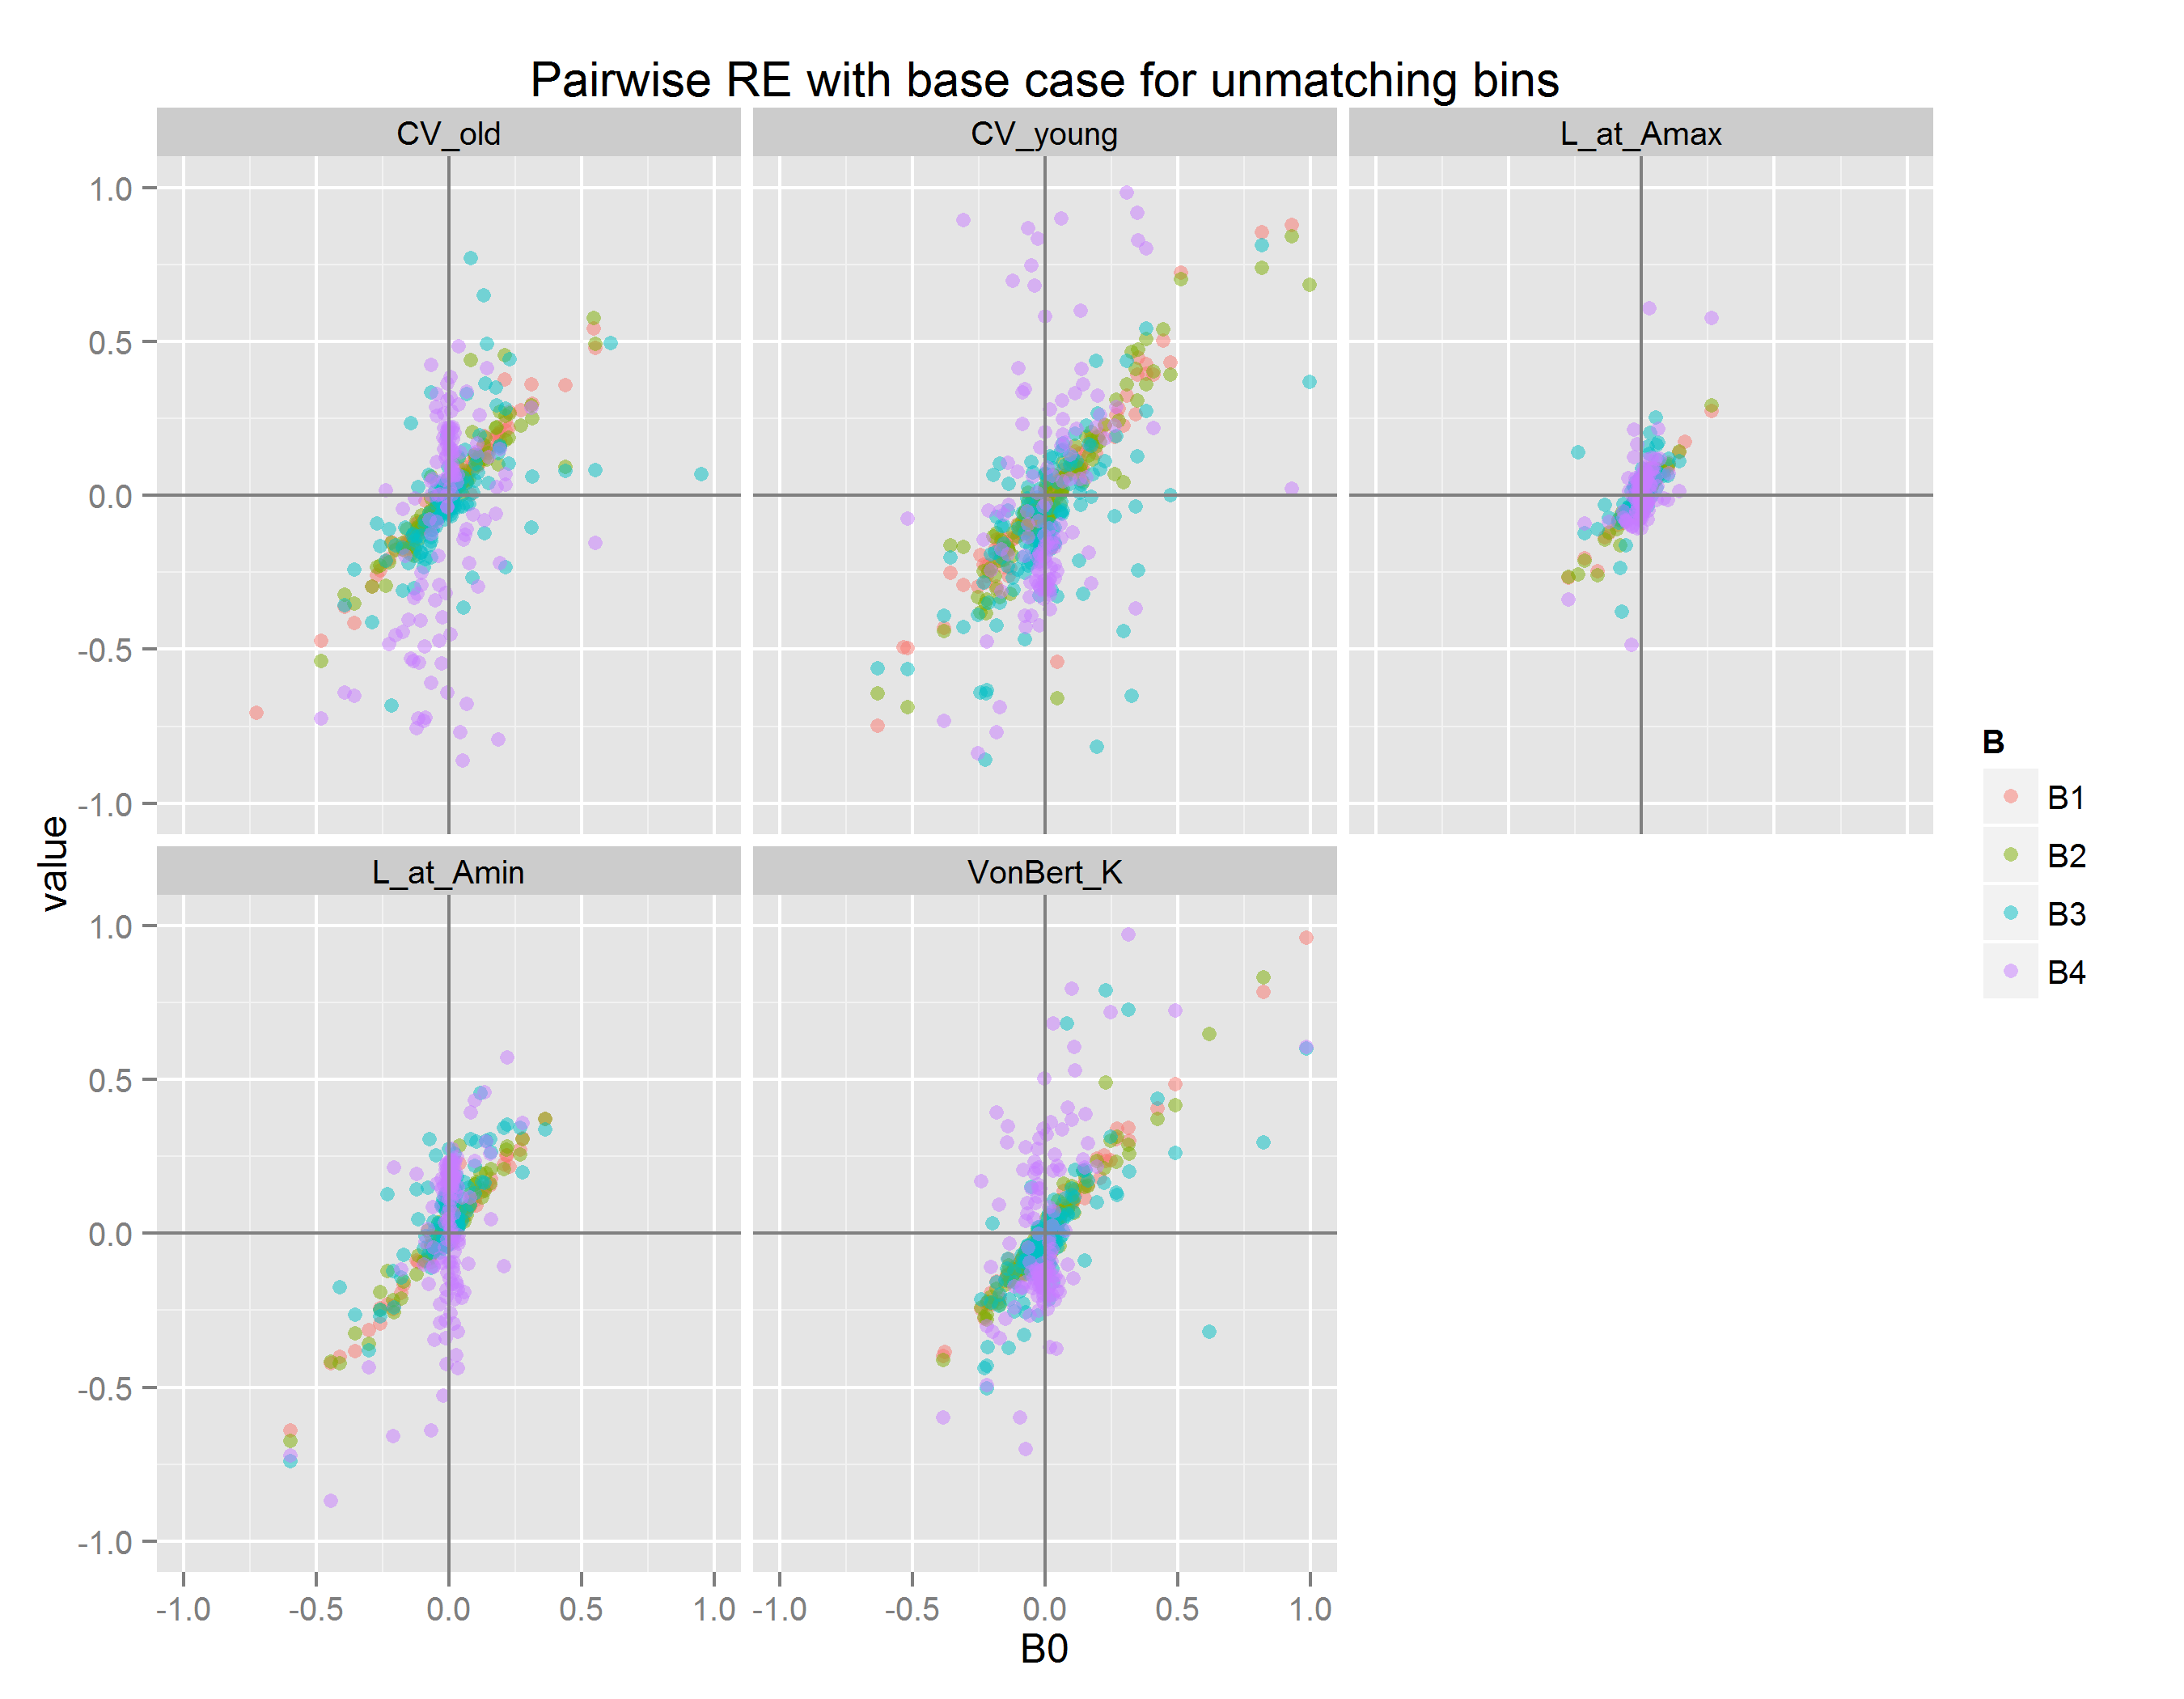 Pairwise RE with base case for unmatching bins
CV_old
CV_young
L_at_Amax
1.0
0.5
0.0
-0.5
-1.0
value
L_at_Amin
VonBert_K
1.0
0.5
0.0
-0.5
-1.0
-1.0 -0.5 0.0 0.5 1.0
-1.0 -0.5 0.0 0.5 1.0
B0
B
B1
B2
B3
B4